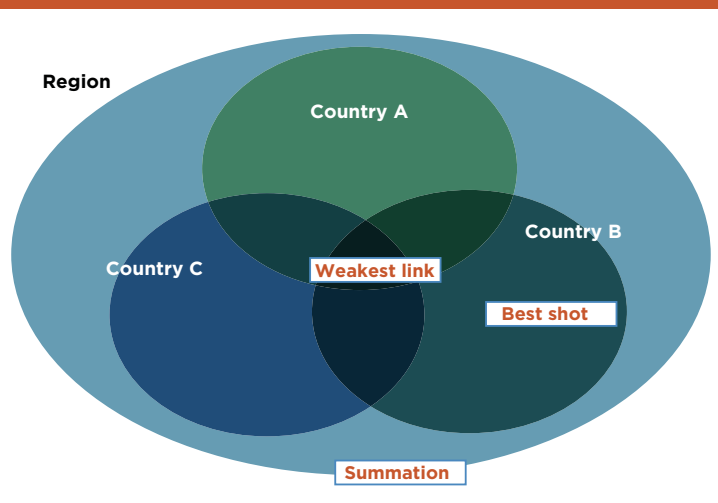 Region
Country A
Country B
Country C
Weakest link
Best shot
Summation